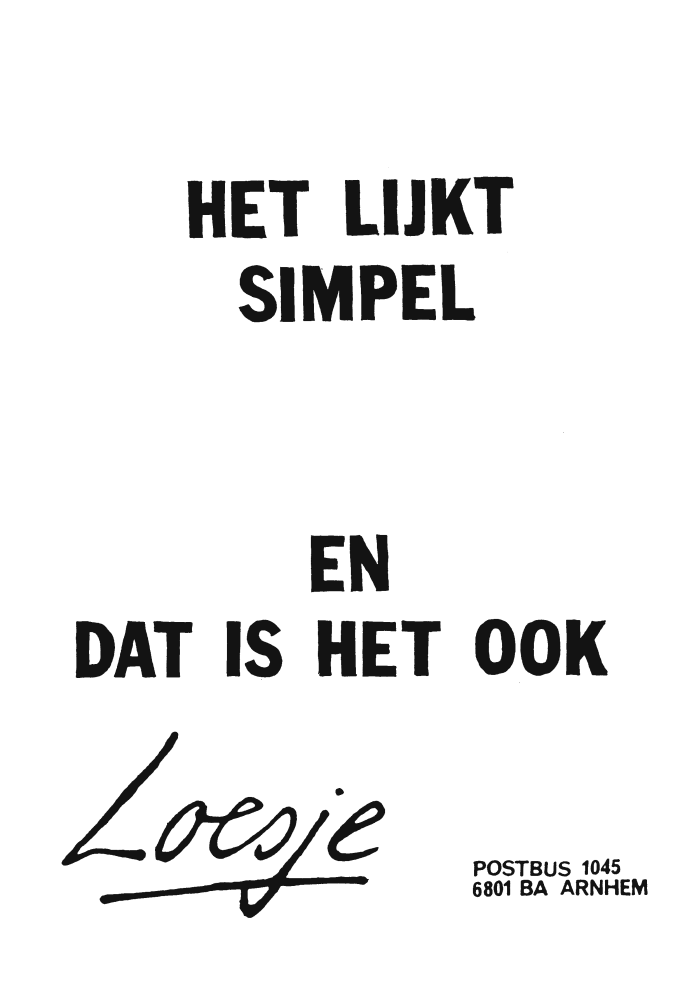 HET LIJKT
SIMPEL
EN
DAT IS HET OOK
Loesje
POSTBUS 1045
6801 BA ARNHEM